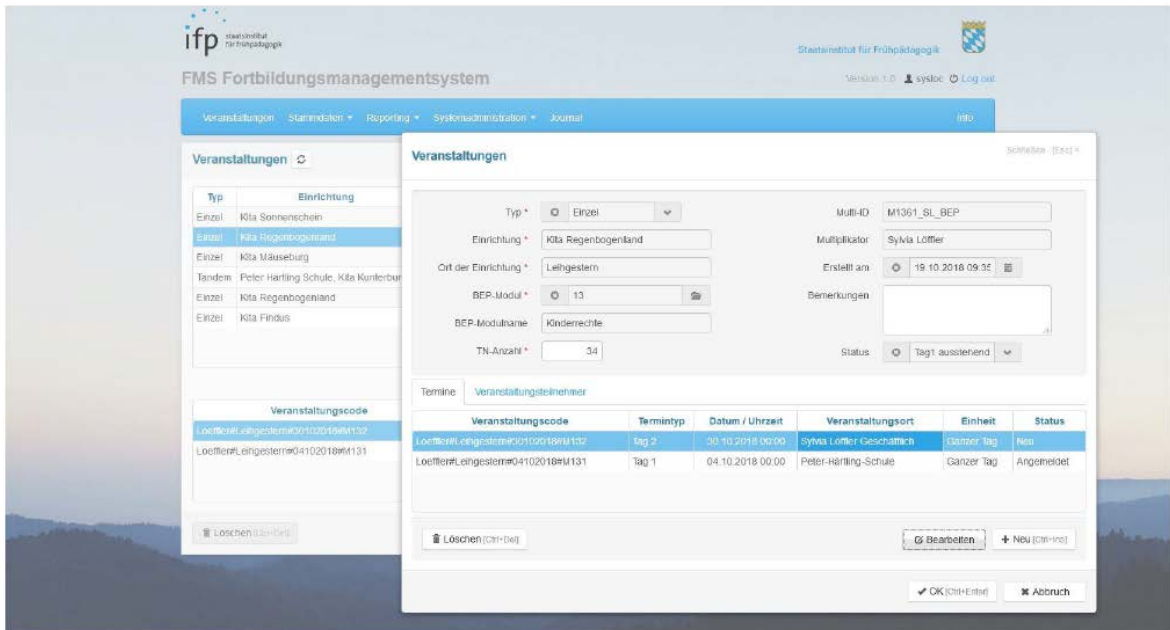 ifp staatsinstitut
für frühpädagogik
Staatsinstitut für Frühpädagogik
FMS Fortbildungsmanagementsystem
Version 1.0 sysloc Log out
Veranstaltungen Stammdaten Reporting Systemadministration Journal Info
Veranstaltungen
Typ Einrichtung
Einzel Kita Sonnenschein
Einzel Kita Regenbogenland
Einzel Kita Mäuseburg
Tandem Peter Härtling Schule, Kita Kunterbur
Einzel Kita Regenbogenland
Einzel Kita Findus
Veranstaltungscode
Loeffler#Leihgestern#30102018#M132
Loeffler#Leihgestern#04102018#M131
Löschen [Ctrl+Del]
Veranstaltungen
Schließen [Esc] ×
Typ * Einzel
Einrichtung * Kita Regenbogenland
Ort der Einrichtung * Leihgestern
BEP-Modul * 13
BEP-Modulname Kinderrechte
TN-Anzahl * 34
Multi-ID M1361_SL_BEP
Multiplikator Sylvia Löffler
Erstellt am 19.10.2018 09:35
Bemerkungen
Status Tag1 ausstehend
Termine Veranstaltungsteilnehmer
Veranstaltungscode Termintyp Datum / Uhrzeit Veranstaltungsort Einheit Status
Loeffler#Leihgestern#30102018#M132 Tag 2 30.10.2018 00:00 Sylvia Löffler Geschäftlich Ganzer Tag Neu
Loeffler#Leihgestern#04102018#M131 Tag 1 04.10.2018 00:00 Peter-Härtling-Schule Ganzer Tag Angemeldet
Löschen [Ctrl+Del] Bearbeiten + Neu [Ctrl+Ins]
OK [Ctrl+Enter] Abbruch